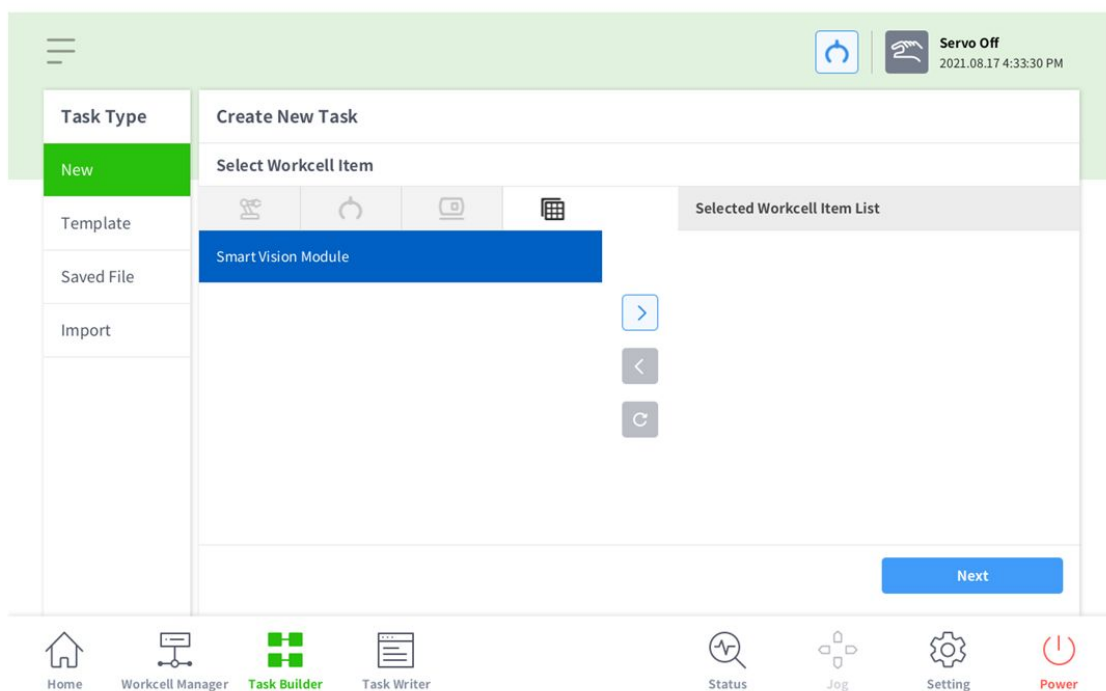 Servo Off
2021.08.17 4:33:30 PM
Task Type
New
Template
Saved File
Import
Create New Task
Select Workcell Item
Smart Vision Module
Selected Workcell Item List
Next
Home
Workcell Manager
Task Builder
Task Writer
Status
Jog
Setting
Power